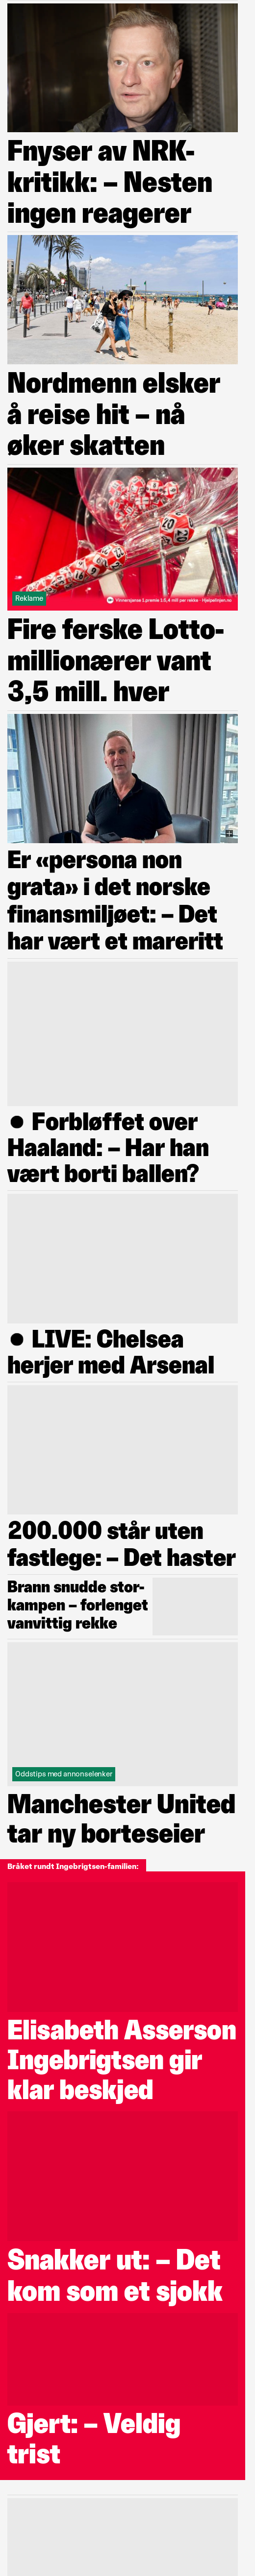 Fnyser av NRK-
kritikk: – Nesten
ingen reagerer
Nordmenn elsker
å reise hit – nå
øker skatten
Reklame
Vinnersjanse 1.premie 1:5,4 mill per rekke - Hjelpelinjen.no
Fire ferske Lotto-
millionærer vant
3,5 mill. hver
Er «persona non
grata» i det norske
finansmiljøet: – Det
har vært et mareritt
● Forbløffet over
Haaland: – Har han
vært borti ballen?
● LIVE: Chelsea
herjer med Arsenal
200.000 står uten
fastlege: – Det haster
Brann snudde stor-
kampen – forlenget
vanvittig rekke
Oddstips med annonselenker
Manchester United
tar ny borteseier
Bråket rundt Ingebrigtsen-familien:
Elisabeth Asserson
Ingebrigtsen gir
klar beskjed
Snakker ut: – Det
kom som et sjokk
Gjert: – Veldig
trist